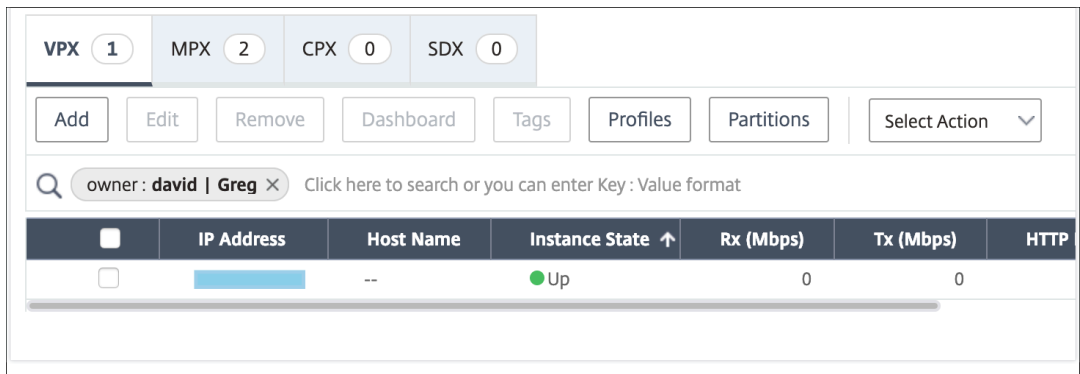 VPX 1 MPX 2 CPX 0 SDX 0
Add Edit Remove Dashboard Tags Profiles Partitions Select Action
owner : david | Greg × Click here to search or you can enter Key : Value format
IP Address Host Name Instance State ↑ Rx (Mbps) Tx (Mbps) HTTP
-- Up 0 0